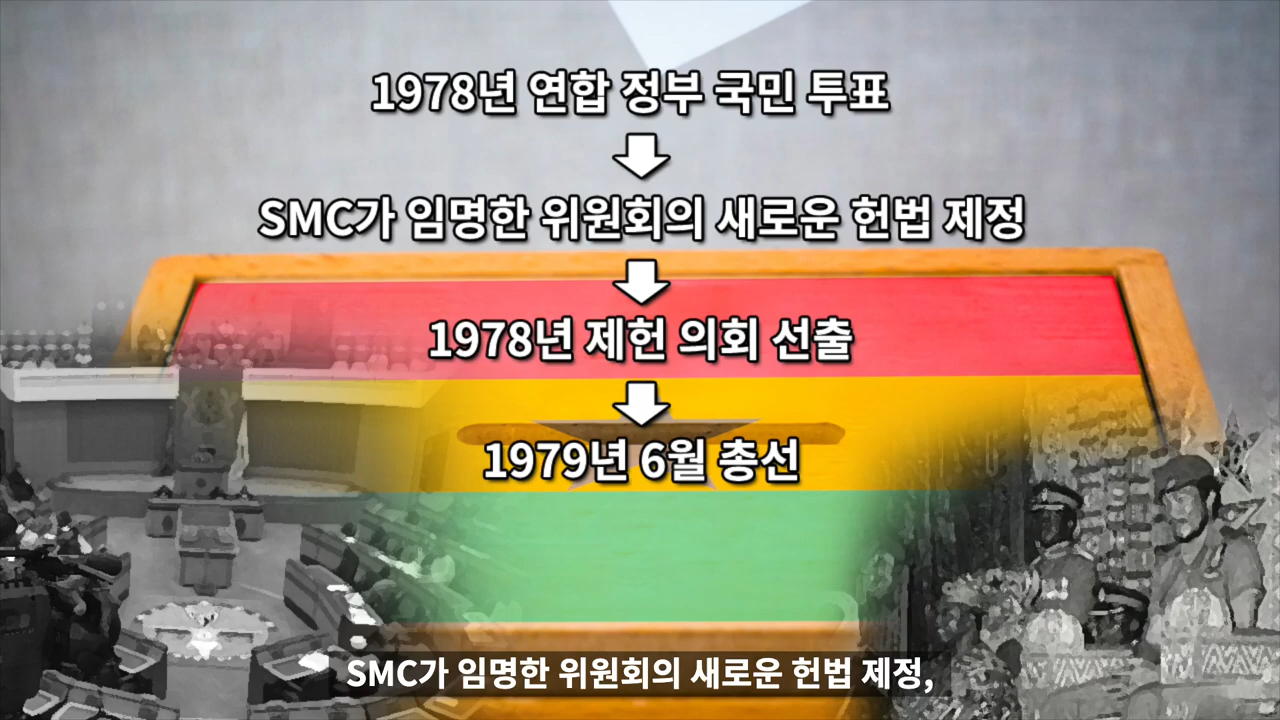 1978년 연합 정부 국민 투표
SMC가 임명한 위원회의 새로운 헌법 제정
1978년 제헌 의회 선출
1979년 6월 총선
SMC가 임명한 위원회의 새로운 헌법 제정,